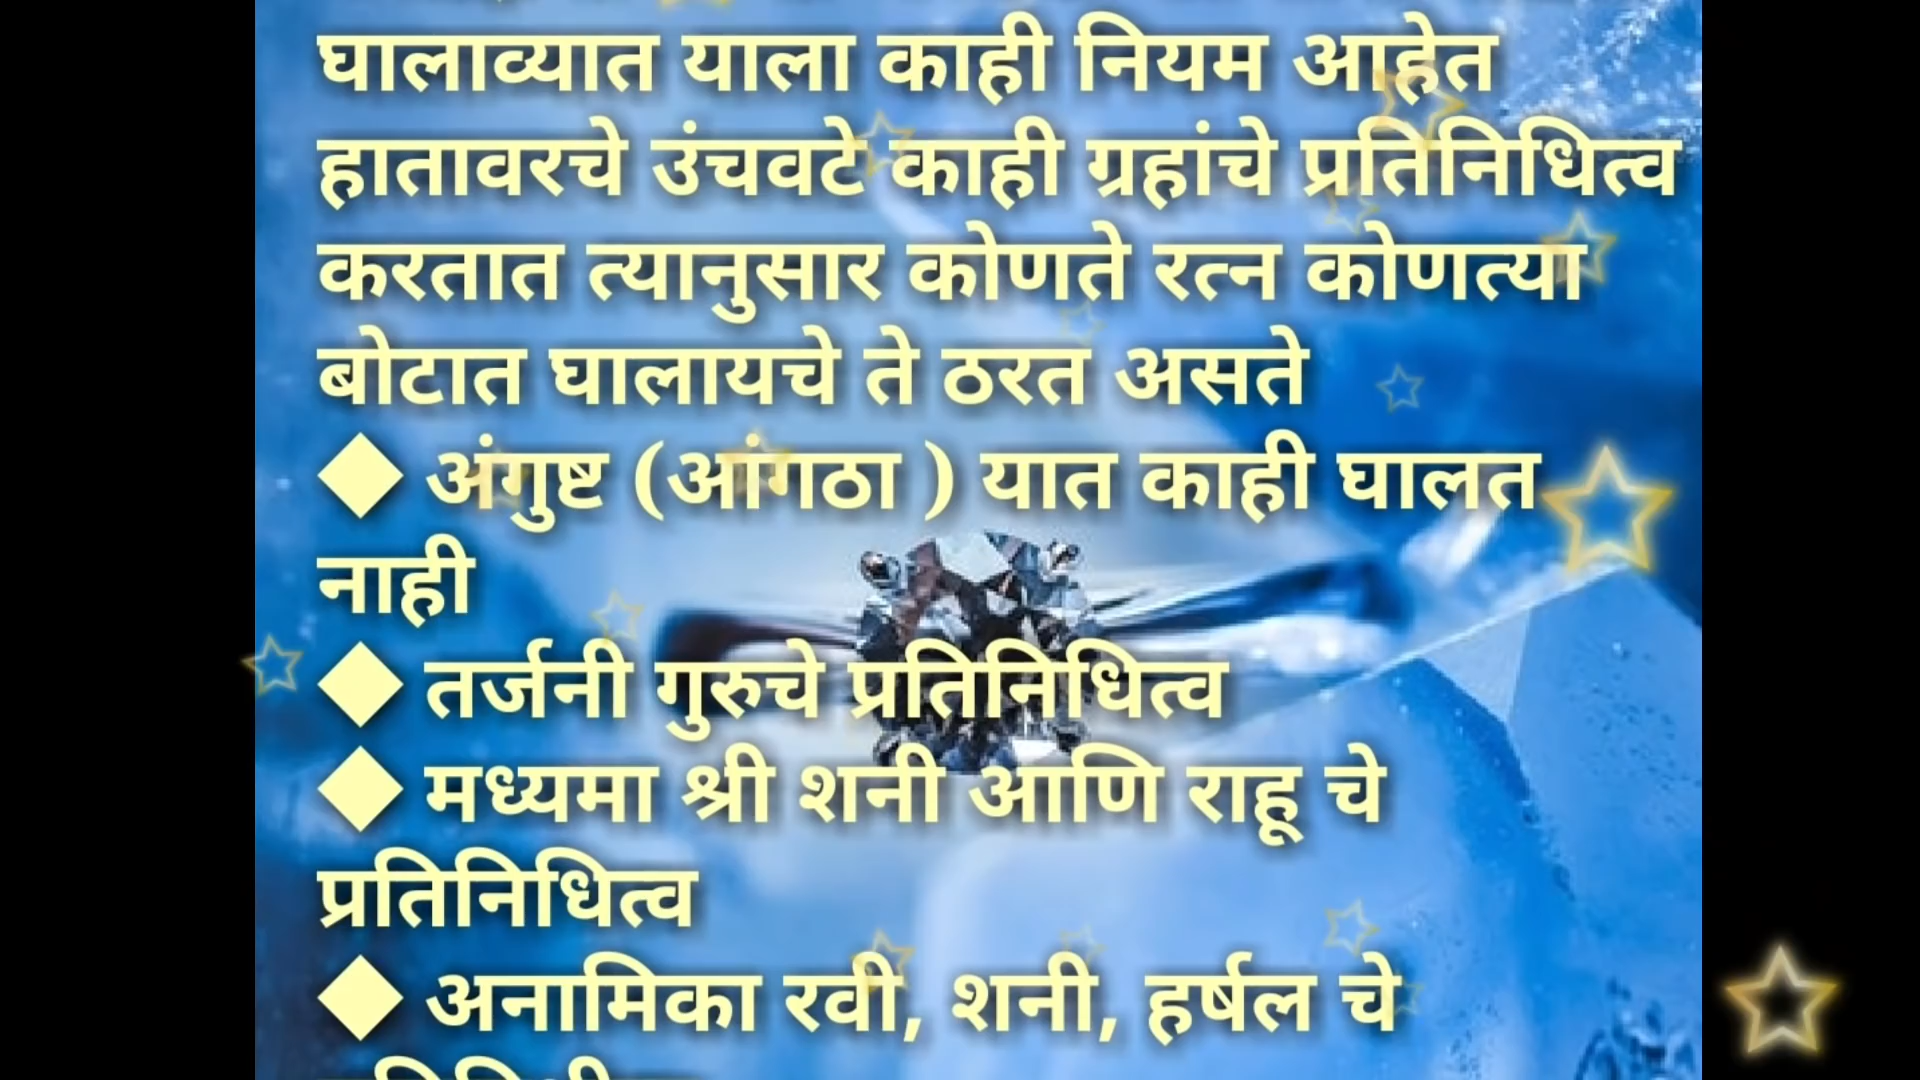 घालाव्यात याला काही नियम आहेत
हातावरचे उंचवटे काही ग्रहांचे प्रतिनिधित्व
करतात त्यानुसार कोणते रत्न कोणत्या
बोटात घालायचे ते ठरत असते
◆ अंगुष्ट (आंगठा ) यात काही घालत
नाही
◆ तर्जनी गुरुचे प्रतिनिधित्व
◆ मध्यमा श्री शनी आणि राहू चे
प्रतिनिधित्व
◆ अनामिका रवी, शनी, हर्षल चे